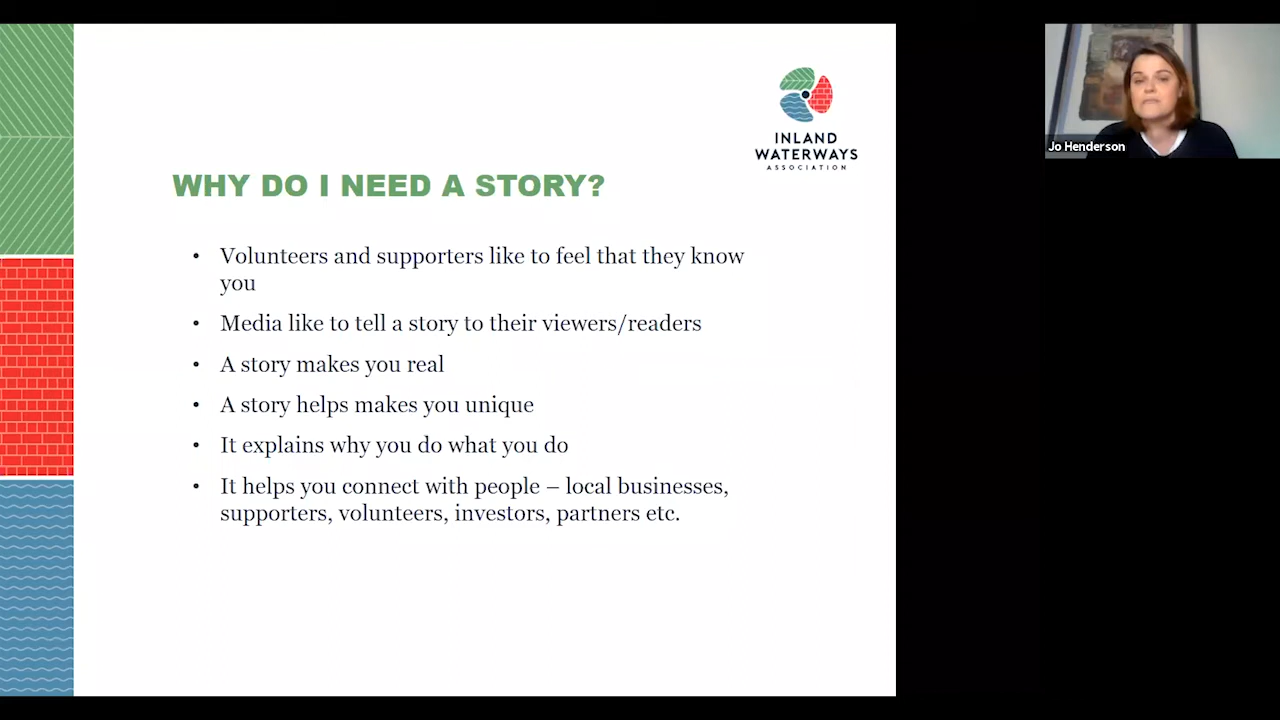 INLAND
WATERWAYS
ASSOCIATION
Jo Henderson
WHY DO I NEED A STORY?
• Volunteers and supporters like to feel that they know
you
• Media like to tell a story to their viewers/readers
• A story makes you real
• A story helps makes you unique
• It explains why you do what you do
• It helps you connect with people – local businesses,
supporters, volunteers, investors, partners etc.